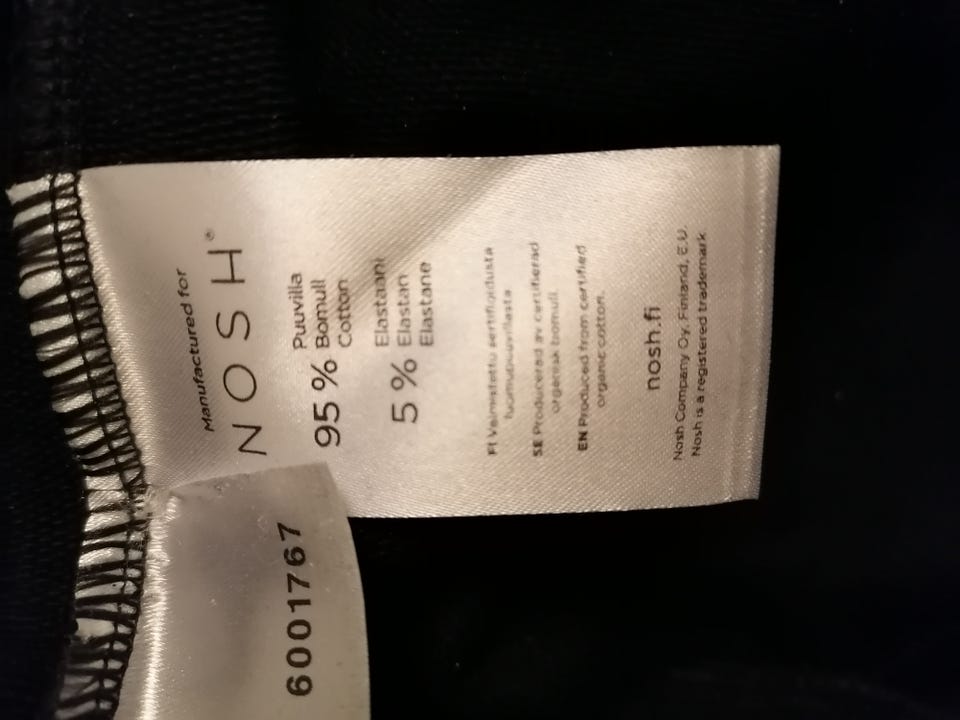 Manufactured for
NOSH®
95 % Puuvilla
Bomull
Cotton
5 % Elastaani
Elastan
Elastane
FI Valmistettu sertifioidusta
luomupuuvillasta
SE Producerad av certifierad
organisk bomull.
EN Produced from certified
organic cotton.
nosh.fi
Nosh Company Oy, Finland, E.U.
Nosh is a registered trademark
6001767